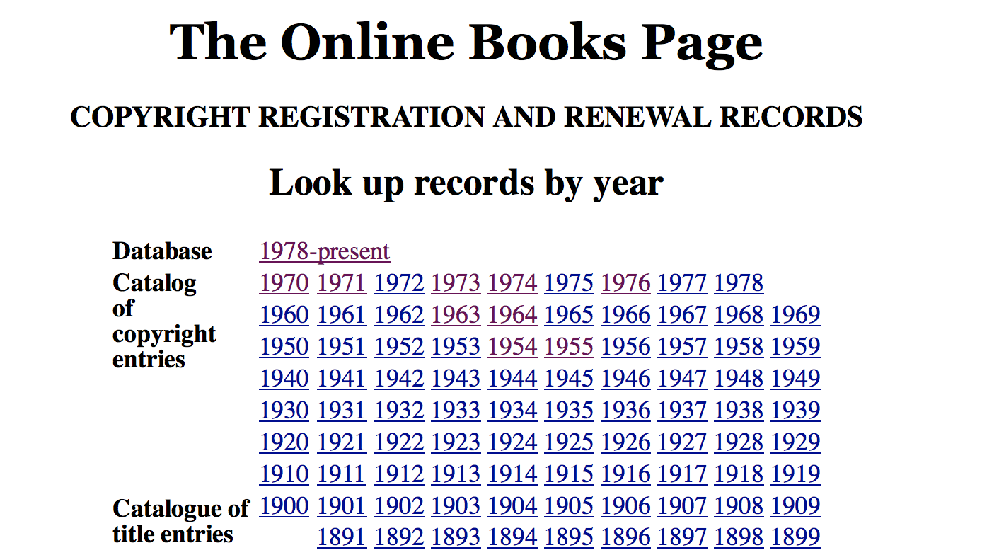 The Online Books Page
COPYRIGHT REGISTRATION AND RENEWAL RECORDS
Look up records by year
Database 1978-present
Catalog of copyright entries 1970 1971 1972 1973 1974 1975 1976 1977 1978
1960 1961 1962 1963 1964 1965 1966 1967 1968 1969
1950 1951 1952 1953 1954 1955 1956 1957 1958 1959
1940 1941 1942 1943 1944 1945 1946 1947 1948 1949
1930 1931 1932 1933 1934 1935 1936 1937 1938 1939
1920 1921 1922 1923 1924 1925 1926 1927 1928 1929
1910 1911 1912 1913 1914 1915 1916 1917 1918 1919
Catalogue of title entries 1900 1901 1902 1903 1904 1905 1906 1907 1908 1909
1891 1892 1893 1894 1895 1896 1897 1898 1899